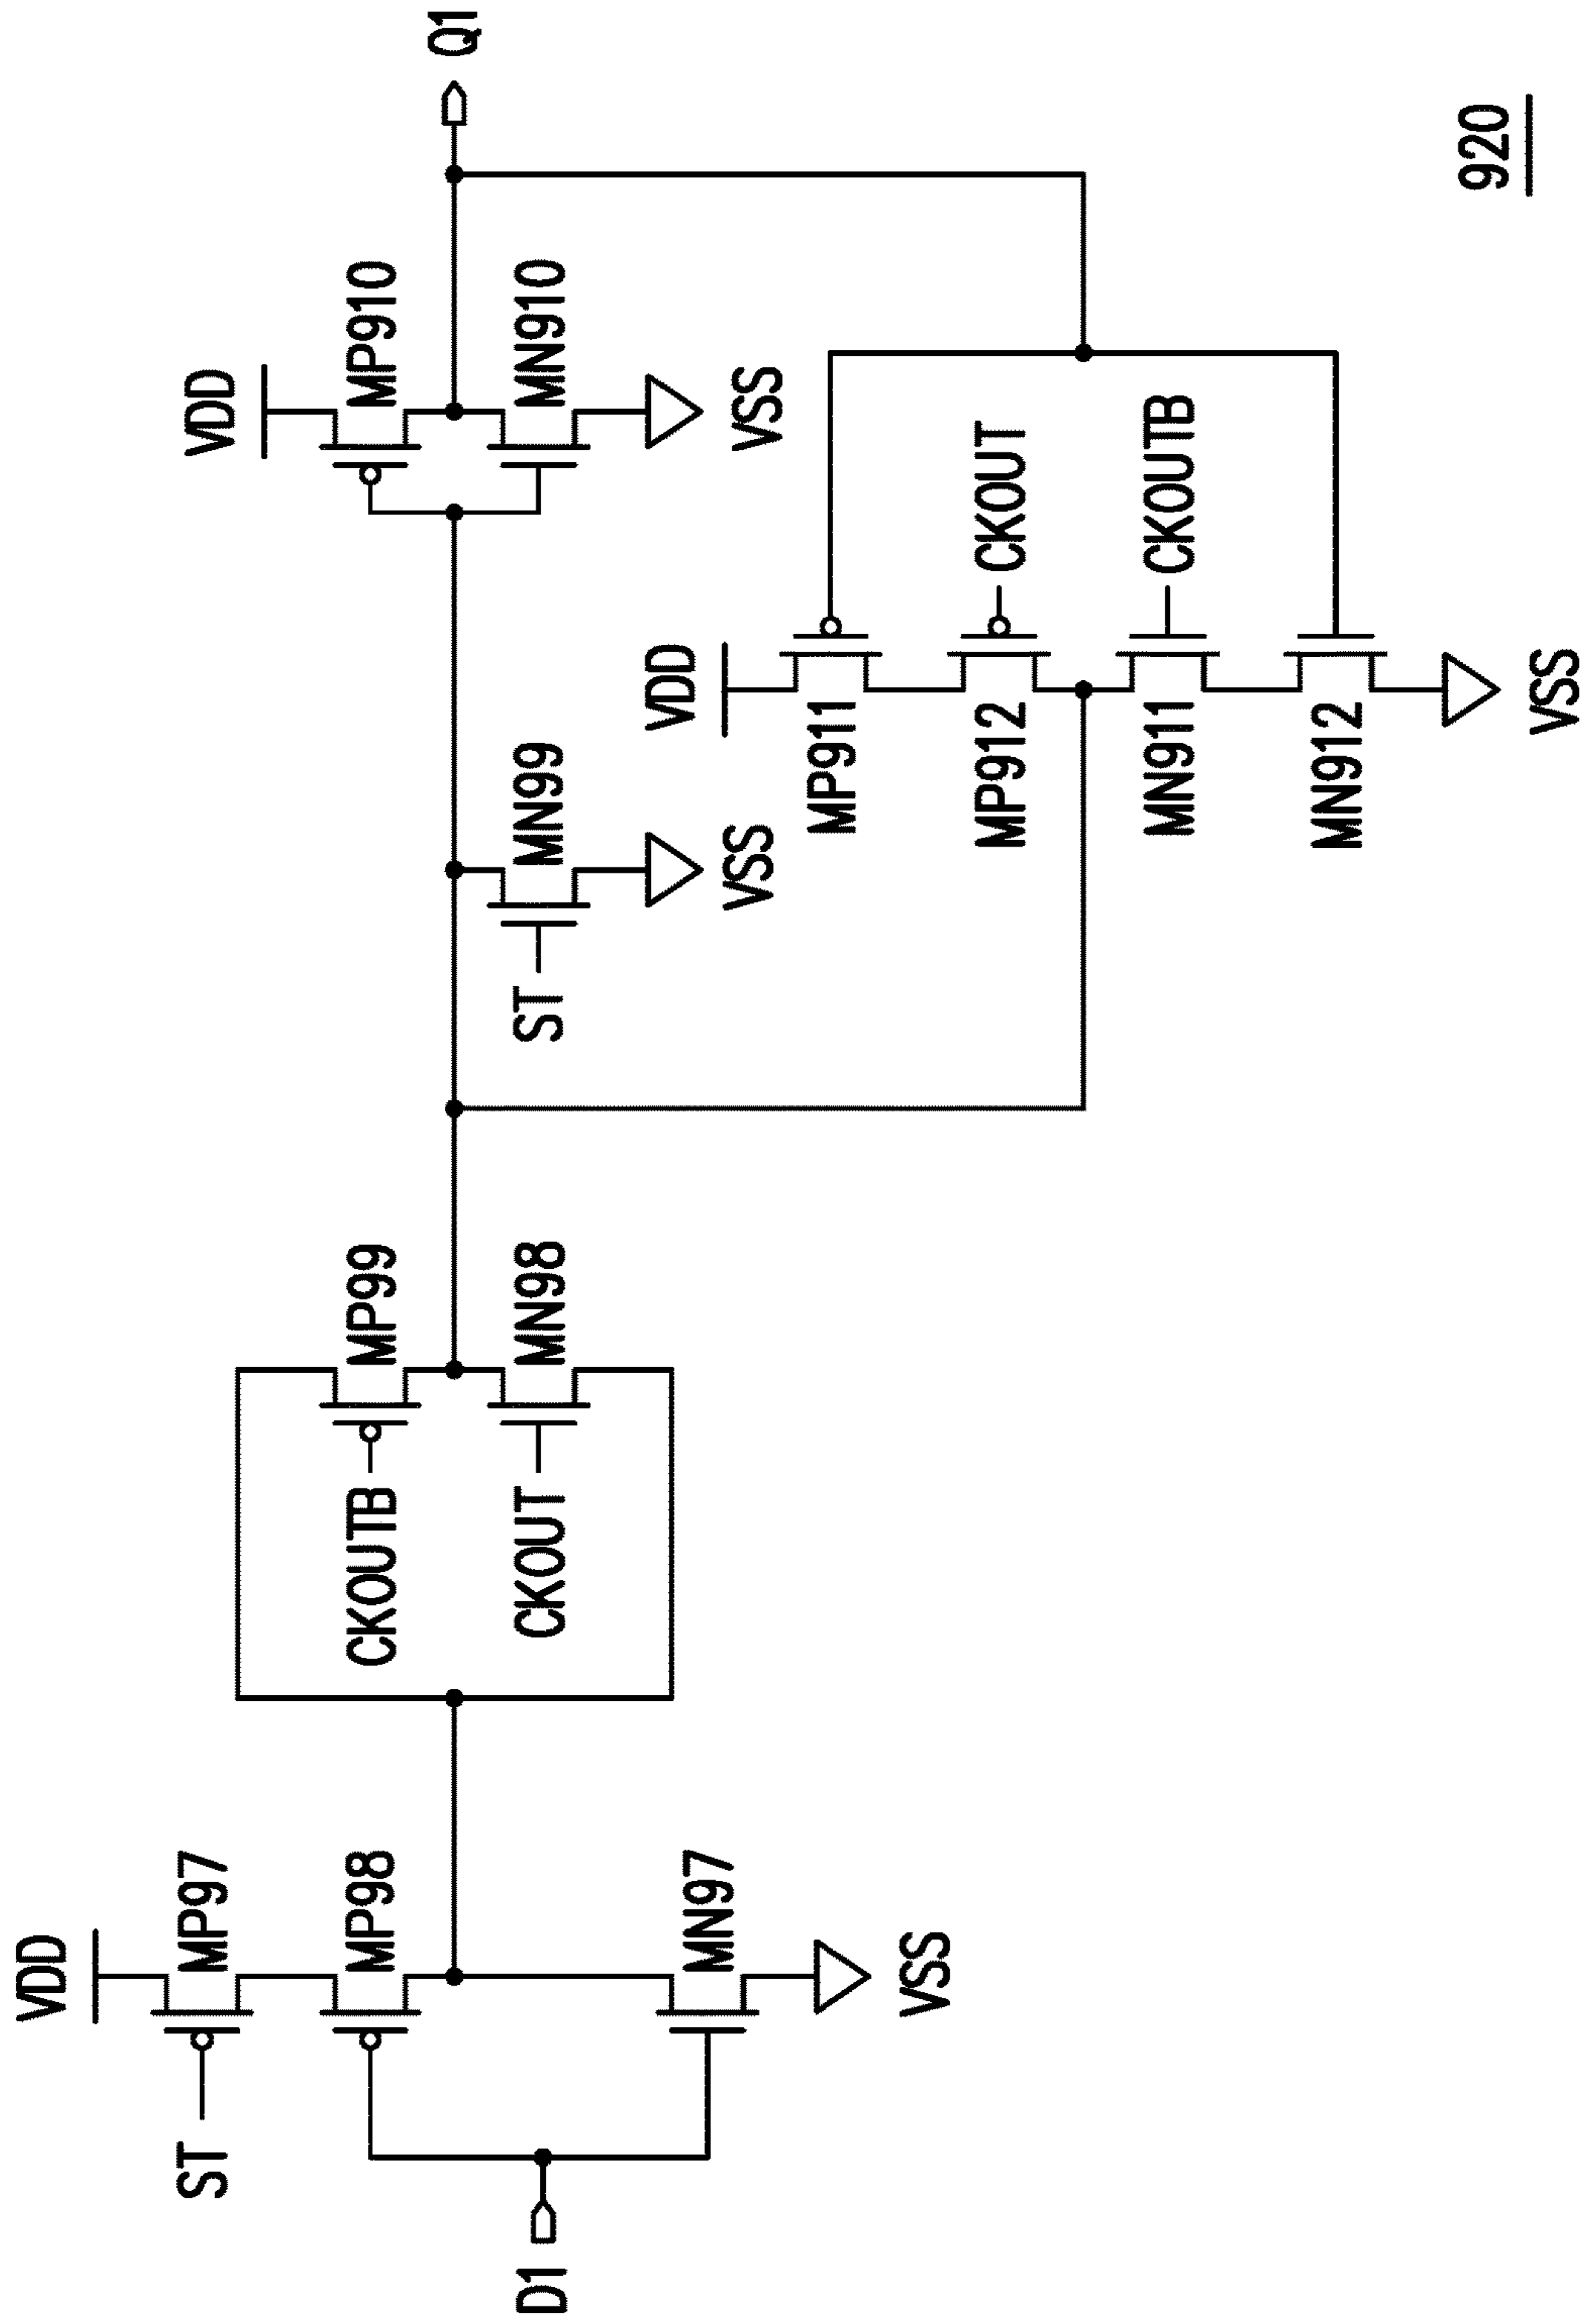 VDD
ST
MP97
MP98
D1
MN97
VSS
CKOUTB
MP99
CKOUT
MN98
ST
MN99
VSS
VDD
MP910
MN910
VSS
Q1
VDD
MP911
MP912
CKOUT
MN911
CKOUTB
MN912
VSS
920